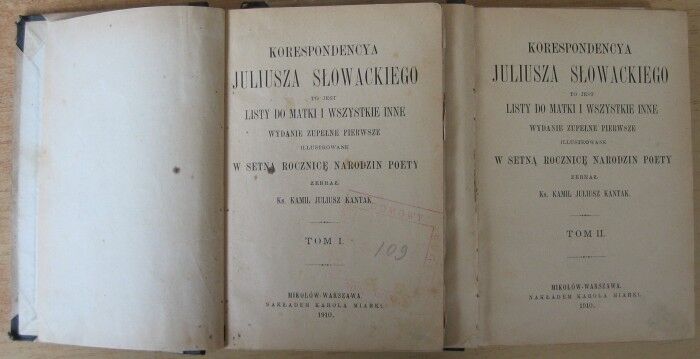 KORESPONDENCYA
JULIUSZA SŁOWACKIEGO
TO JEST
LISTY DO MATKI I WSZYSTKIE INNE
WYDANIE ZUPEŁNE PIERWSZE
ILLUSTROWANE
W SETNĄ ROCZNICĘ NARODZIN POETY
ZEBRAŁ
Ks. KAMIL JULIUSZ KANTAK.
TOM I.
109
MIKOŁÓW-WARSZAWA.
NAKŁADEM KAROLA MIARKI.
1910.
KORESPONDENCYA
JULIUSZA SŁOWACKIEGO
TO JEST
LISTY DO MATKI I WSZYSTKIE INNE
WYDANIE ZUPEŁNE PIERWSZE
ILLUSTROWANE
W SETNĄ ROCZNICĘ NARODZIN POETY
ZEBRAŁ
Ks. KAMIL JULIUSZ KANTAK.
TOM II.
MIKOŁÓW-WARSZAWA.
NAKŁADEM KAROLA MIARKI.
1910.